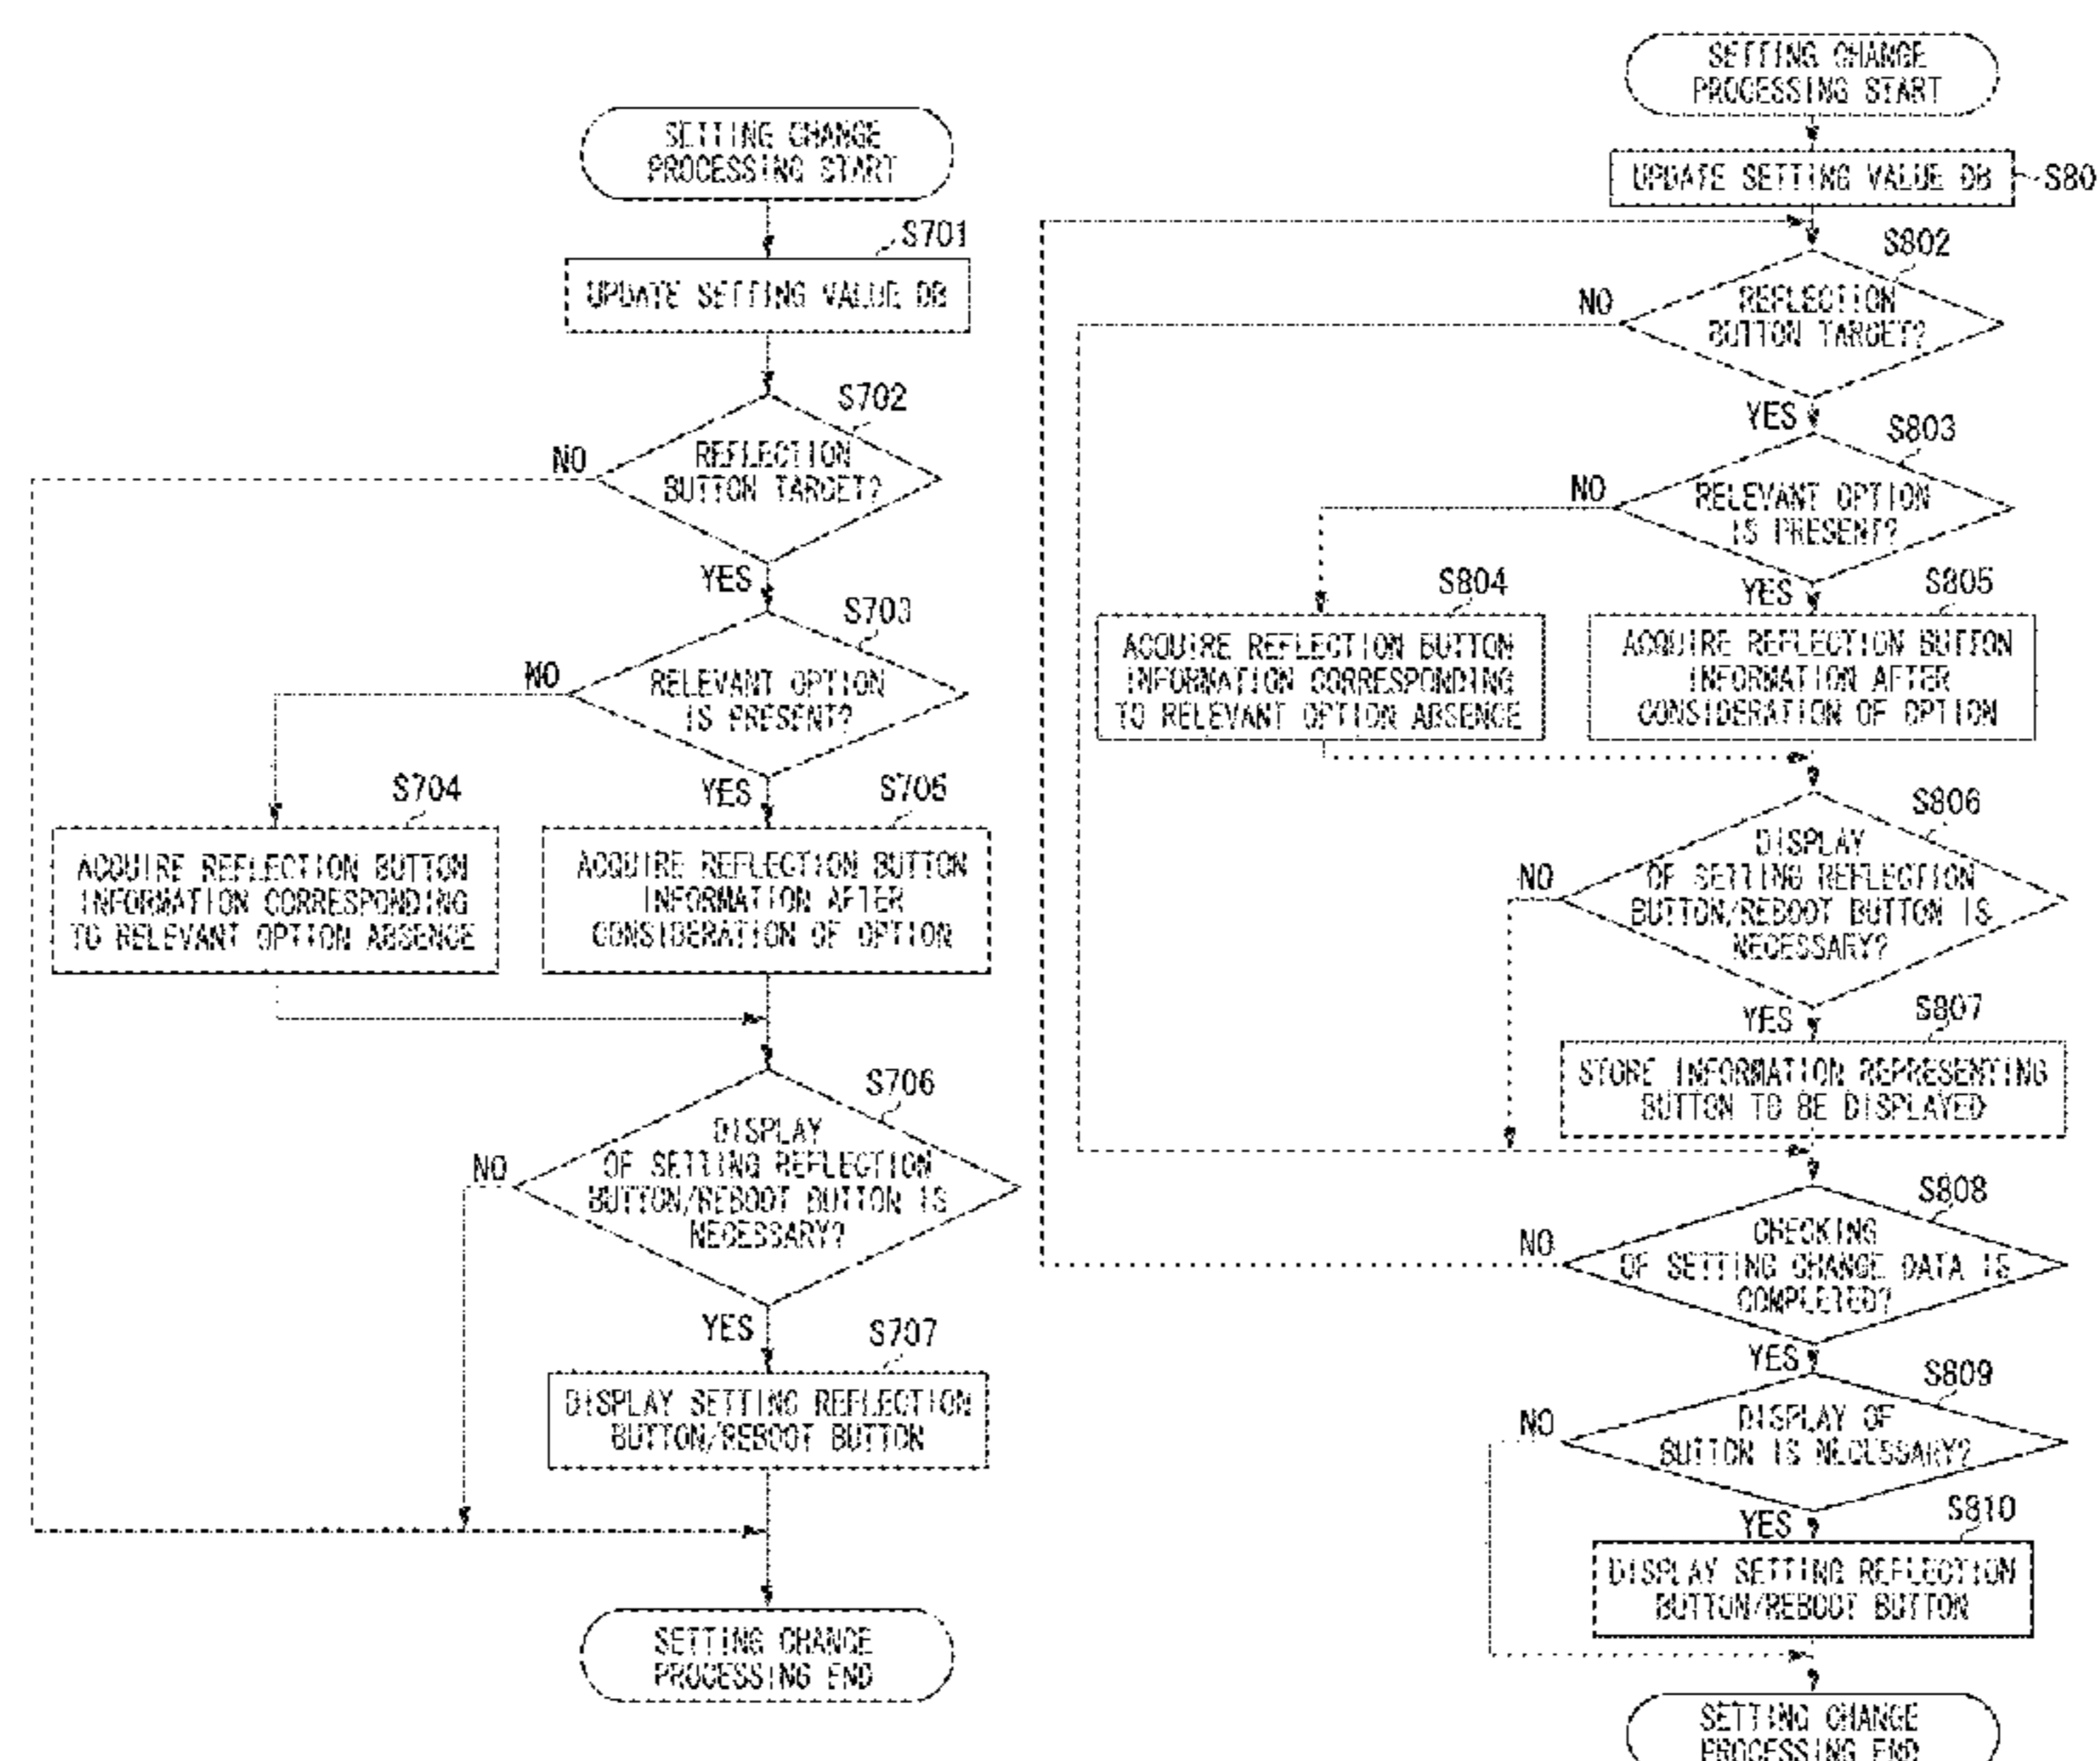 SETTING CHANGE
PROCESSING START
S701
UPDATE SETTING VALUE DB
S702
REFLECTION
BUTTON TARGET?
NO
YES
S703
RELEVANT OPTION
IS PRESENT?
NO
YES
S704
ACQUIRE REFLECTION BUTTON
INFORMATION CORRESPONDING
TO RELEVANT OPTION ABSENCE
S705
ACQUIRE REFLECTION BUTTON
INFORMATION AFTER
CONSIDERATION OF OPTION
S706
DISPLAY
OF SETTING REFLECTION
BUTTON/REBOOT BUTTON IS
NECESSARY?
NO
YES
S707
DISPLAY SETTING REFLECTION
BUTTON/REBOOT BUTTON
SETTING CHANGE
PROCESSING END
SETTING CHANGE
PROCESSING START
UPDATE SETTING VALUE DB
S80
S802
REFLECTION
BUTTON TARGET?
NO
YES
S803
RELEVANT OPTION
IS PRESENT?
NO
YES
S804
ACQUIRE REFLECTION BUTTON
INFORMATION CORRESPONDING
TO RELEVANT OPTION ABSENCE
S805
ACQUIRE REFLECTION BUTTON
INFORMATION AFTER
CONSIDERATION OF OPTION
S806
DISPLAY
OF SETTING REFLECTION
BUTTON/REBOOT BUTTON IS
NECESSARY?
NO
YES
S807
STORE INFORMATION REPRESENTING
BUTTON TO BE DISPLAYED
S808
CHECKING
OF SETTING CHANGE DATA IS
COMPLETED?
NO
YES
S809
DISPLAY OF
BUTTON IS NECESSARY?
NO
YES
S810
DISPLAY SETTING REFLECTION
BUTTON/REBOOT BUTTON
SETTING CHANGE
PROCESSING END